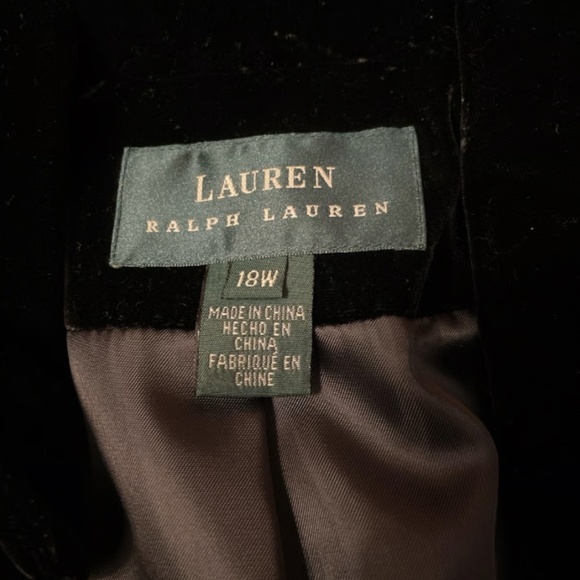 LAUREN
RALPH LAUREN
18W
MADE IN CHINA
HECHO EN
CHINA
FABRIQUÉ EN
CHINE